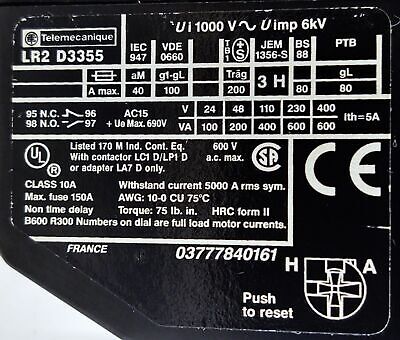 Telemecanique
Ui 1000 V~ Uimp 6kV
LR2 D3355
IEC 947
VDE 0660
TB1 S
JEM 1356-S
BS 88
PTB
aM
g1-gL
Träg
3 H
gL
A max.
40
100
200
80
80
95 N.C. 96
98 N.O. 97
AC15
+Ue Max. 690V
V 24 48 110 230 400
VA 100 200 400 600 600
Ith=5A
UL
Listed 170 M Ind. Cont. Eq. 600 V
With contactor LC1 D/LP1 D a.c. max.
or adapter LA7 D only.
LISTED
CLASS 10A Withstand current 5000 A rms sym.
Max. fuse 150A AWG: 10-0 CU 75°C
Non time delay Torque: 75 lb. in. HRC form II
B600 R300 Numbers on dial are full load motor currents.
FRANCE
03777840161
H A
Push
to reset